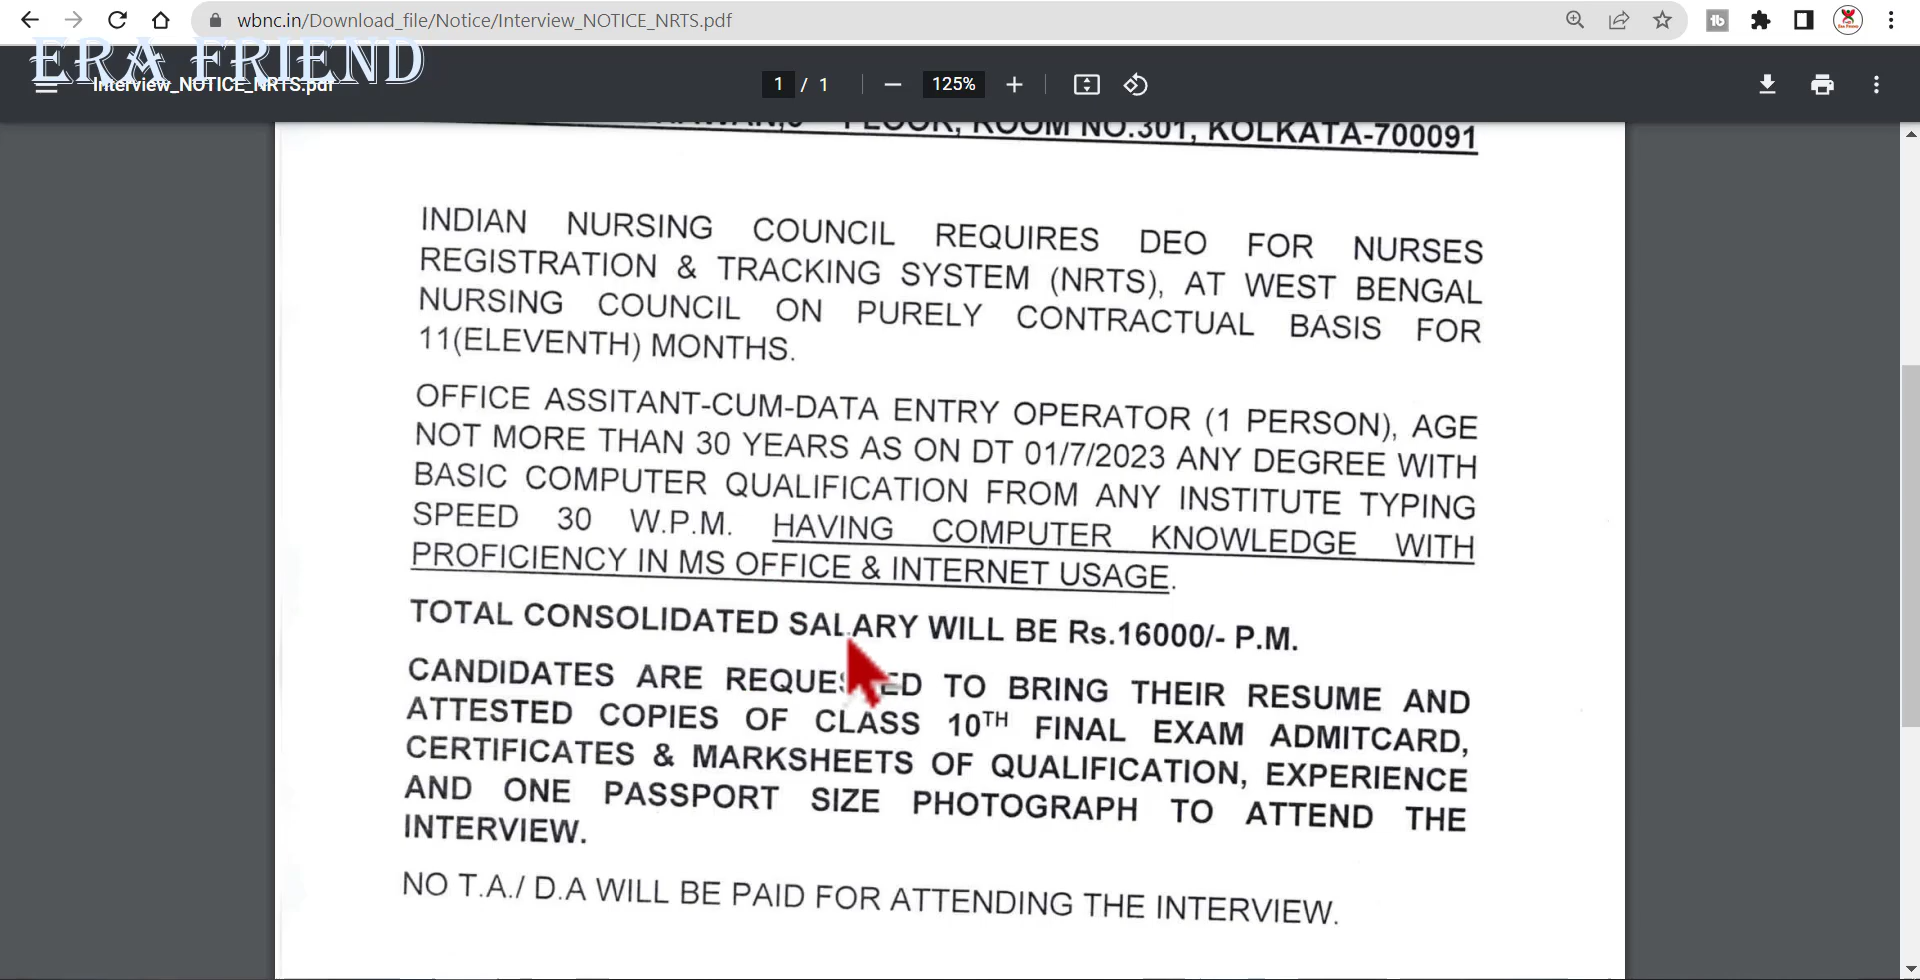 wbnc.in/Download_file/Notice/Interview_NOTICE_NRTS.pdf
ERA FRIEND
Interview_NOTICE_NRTS.pdf
1 / 1
125%
FLOOR, ROOM NO.301, KOLKATA-700091
INDIAN NURSING COUNCIL REQUIRES DEO FOR NURSES
REGISTRATION & TRACKING SYSTEM (NRTS), AT WEST BENGAL
NURSING COUNCIL ON PURELY CONTRACTUAL BASIS FOR
11(ELEVENTH) MONTHS.
OFFICE ASSITANT-CUM-DATA ENTRY OPERATOR (1 PERSON), AGE
NOT MORE THAN 30 YEARS AS ON DT 01/7/2023 ANY DEGREE WITH
BASIC COMPUTER QUALIFICATION FROM ANY INSTITUTE TYPING
SPEED 30 W.P.M. HAVING COMPUTER KNOWLEDGE WITH
PROFICIENCY IN MS OFFICE & INTERNET USAGE.
TOTAL CONSOLIDATED SALARY WILL BE Rs.16000/- P.M.
CANDIDATES ARE REQUESTED TO BRING THEIR RESUME AND
ATTESTED COPIES OF CLASS 10TH FINAL EXAM ADMITCARD,
CERTIFICATES & MARKSHEETS OF QUALIFICATION, EXPERIENCE
AND ONE PASSPORT SIZE PHOTOGRAPH TO ATTEND THE
INTERVIEW.
NO T.A./ D.A WILL BE PAID FOR ATTENDING THE INTERVIEW.